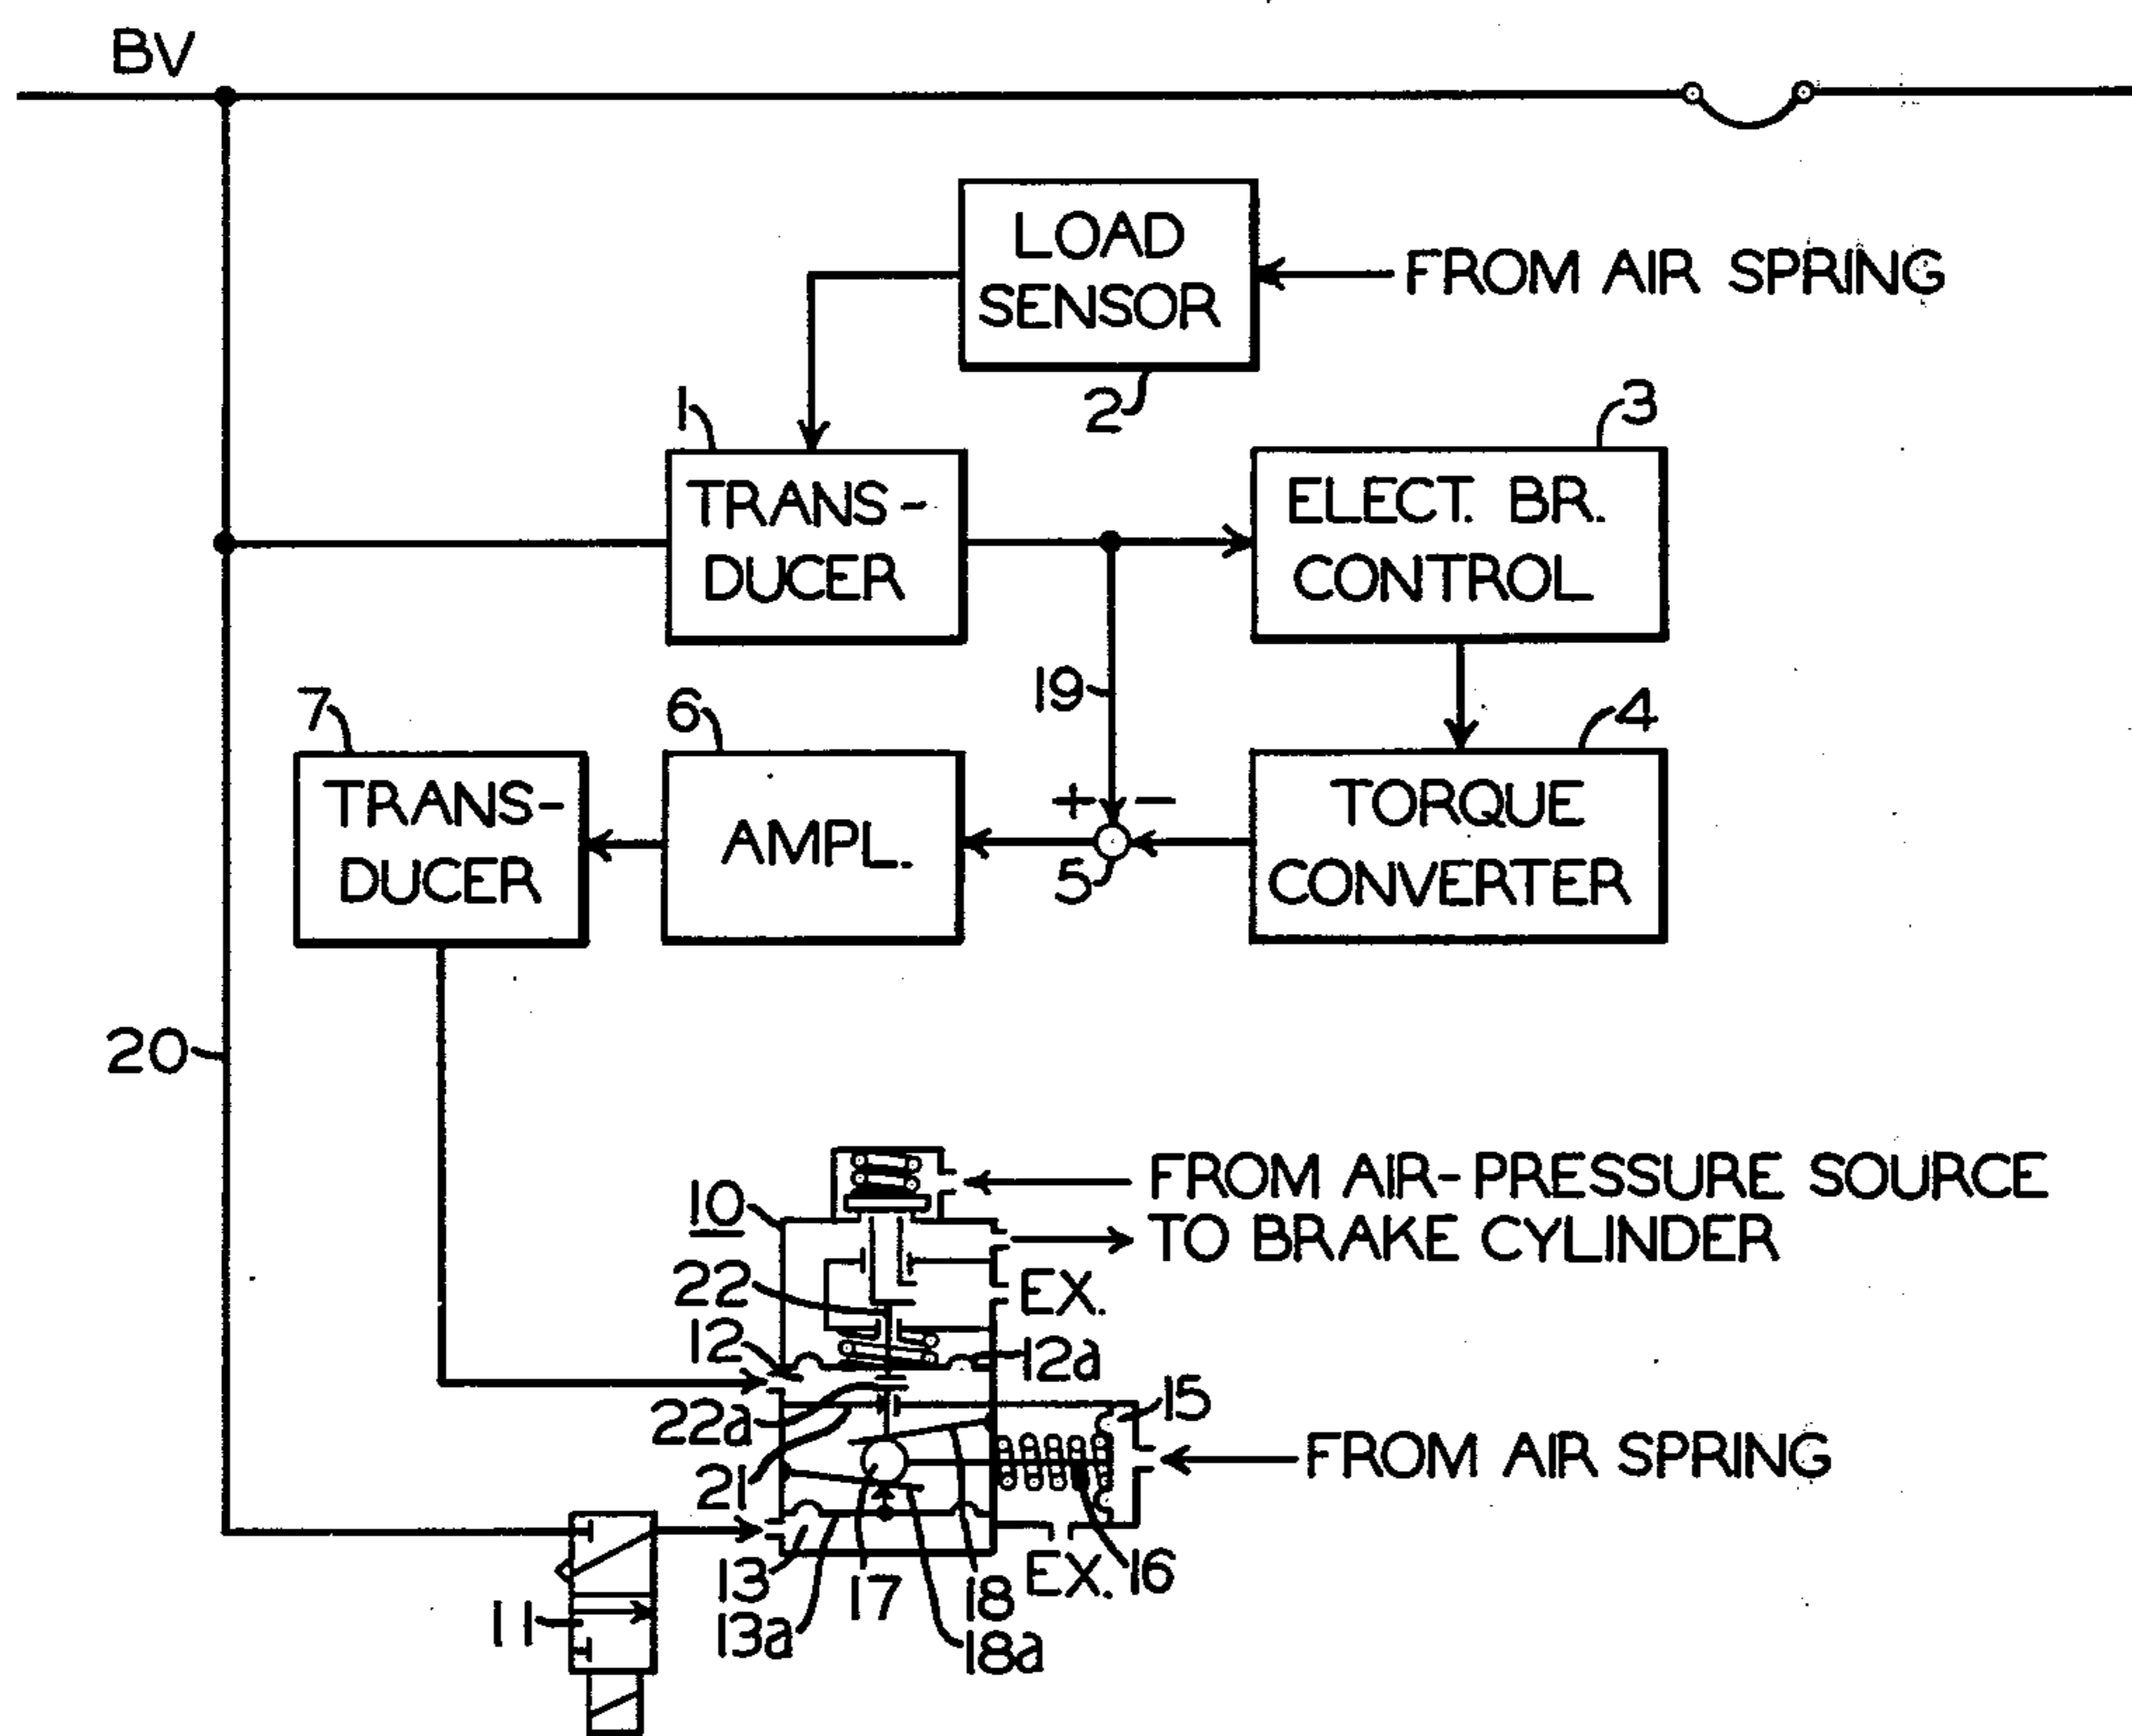 BV
LOAD
SENSOR
FROM AIR SPRING
2
1
3
TRANS-
DUCER
ELECT. BR.
CONTROL
19
7
6
4
TRANS-
DUCER
AMPL.
+ -
5
TORQUE
CONVERTER
20
10
FROM AIR-PRESSURE SOURCE
TO BRAKE CYLINDER
22
EX.
12
12a
15
22a
21
FROM AIR SPRING
13
17
18
EX.
16
11
13a
18a